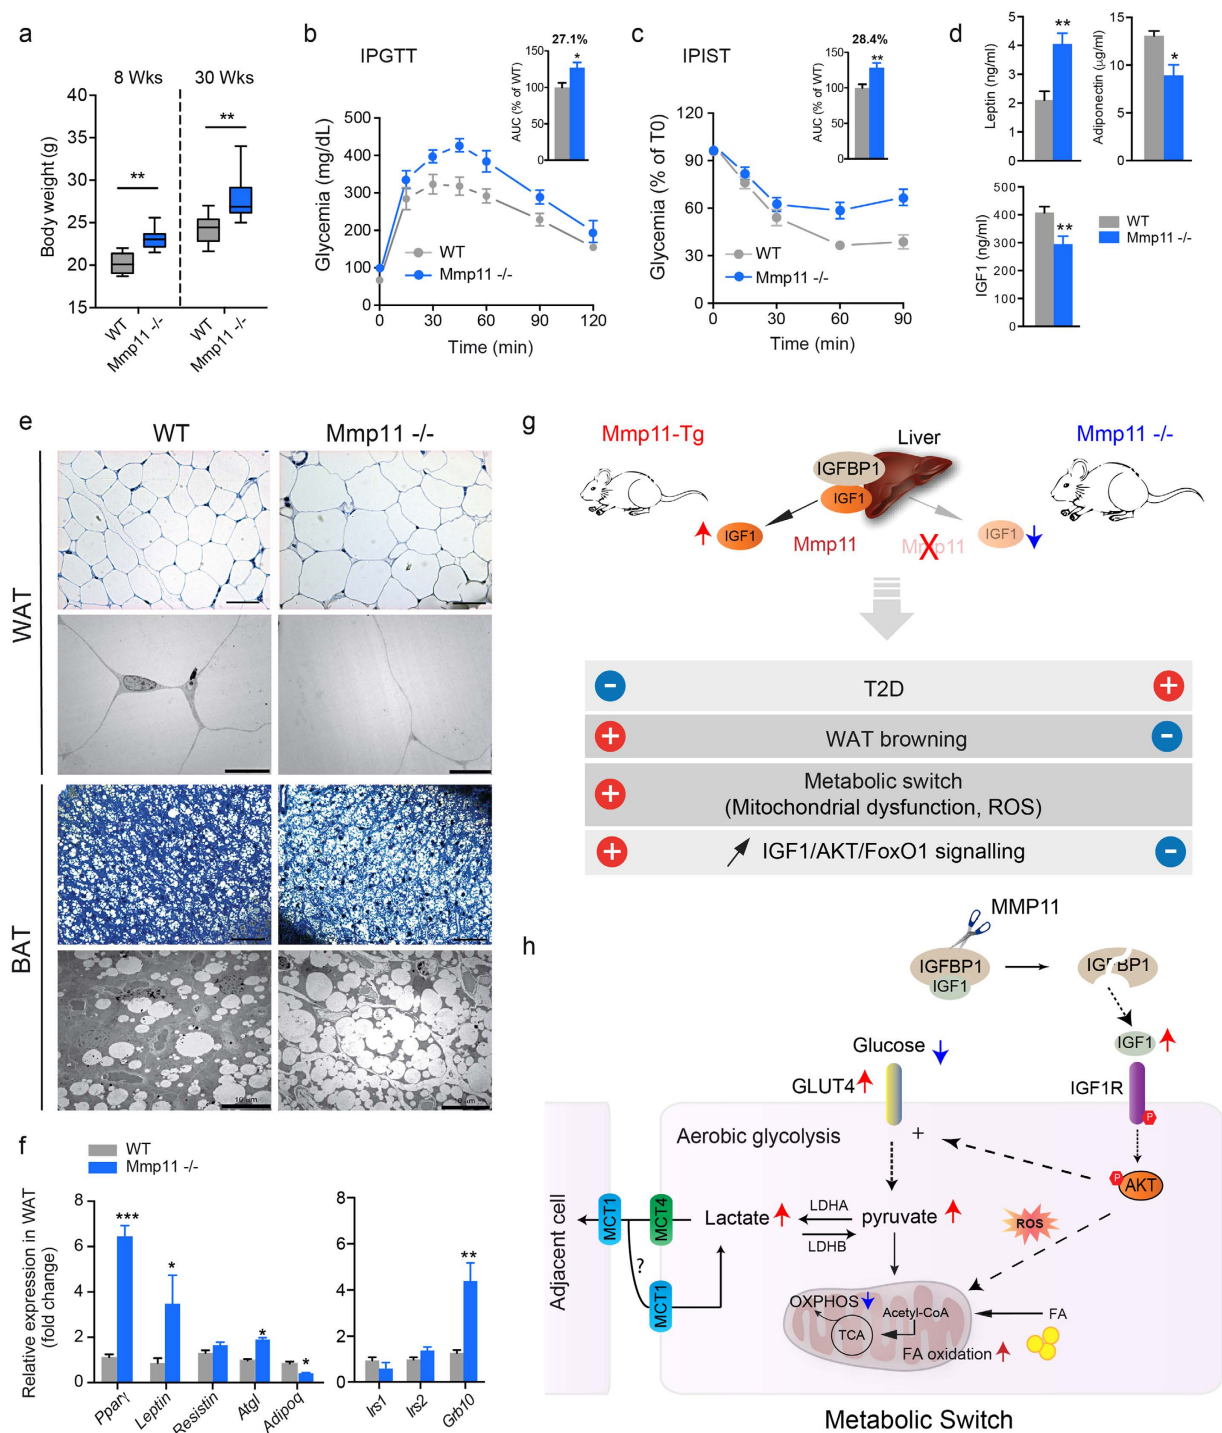 a
8 Wks
30 Wks
Body weight (g)
40
35
30
25
20
15
**
**
WT
Mmp11 -/-
WT
Mmp11 -/-
b
IPGTT
27.1%
AUC (% of WT)
150
100
50
0
*
Glycemia (mg/dL)
500
400
300
200
100
0
WT
Mmp11 -/-
0
30
60
90
120
Time (min)
c
IPIST
28.4%
AUC (% of WT)
150
100
50
0
**
Glycemia (% of T0)
120
90
60
30
0
WT
Mmp11 -/-
0
30
60
90
Time (min)
d
Leptin (ng/ml)
6
5
4
3
2
1
0
**
Adiponectin (µg/ml)
15
10
5
0
*
IGF1 (ng/ml)
500
400
300
200
100
0
**
WT
Mmp11 -/-
e
WT
Mmp11 -/-
WAT
BAT
10 µm
10 µm
f
WT
Mmp11 -/-
Relative expression in WAT
(fold change)
8
6
4
2
0
***
*
*
*
Pparγ
Leptin
Resistin
Atgl
Adipoq
8
6
4
2
0
**
Irs1
Irs2
Grb10
g
Mmp11-Tg
Liver
Mmp11 -/-
IGFBP1
IGF1
IGF1
Mmp11
Mmp11
X
IGF1
-
T2D
+
+
WAT browning
-
+
Metabolic switch
(Mitochondrial dysfunction, ROS)
+
IGF1/AKT/FoxO1 signalling
-
h
MMP11
IGFBP1
IGF1
IGFBP1
IGF1
Glucose
GLUT4
IGF1R
P
Aerobic glycolysis
+
P
AKT
Adjacent cell
MCT1
MCT4
Lactate
LDHA
LDHB
pyruvate
ROS
?
MCT1
OXPHOS
Acetyl-CoA
TCA
FA
FA oxidation
Metabolic Switch